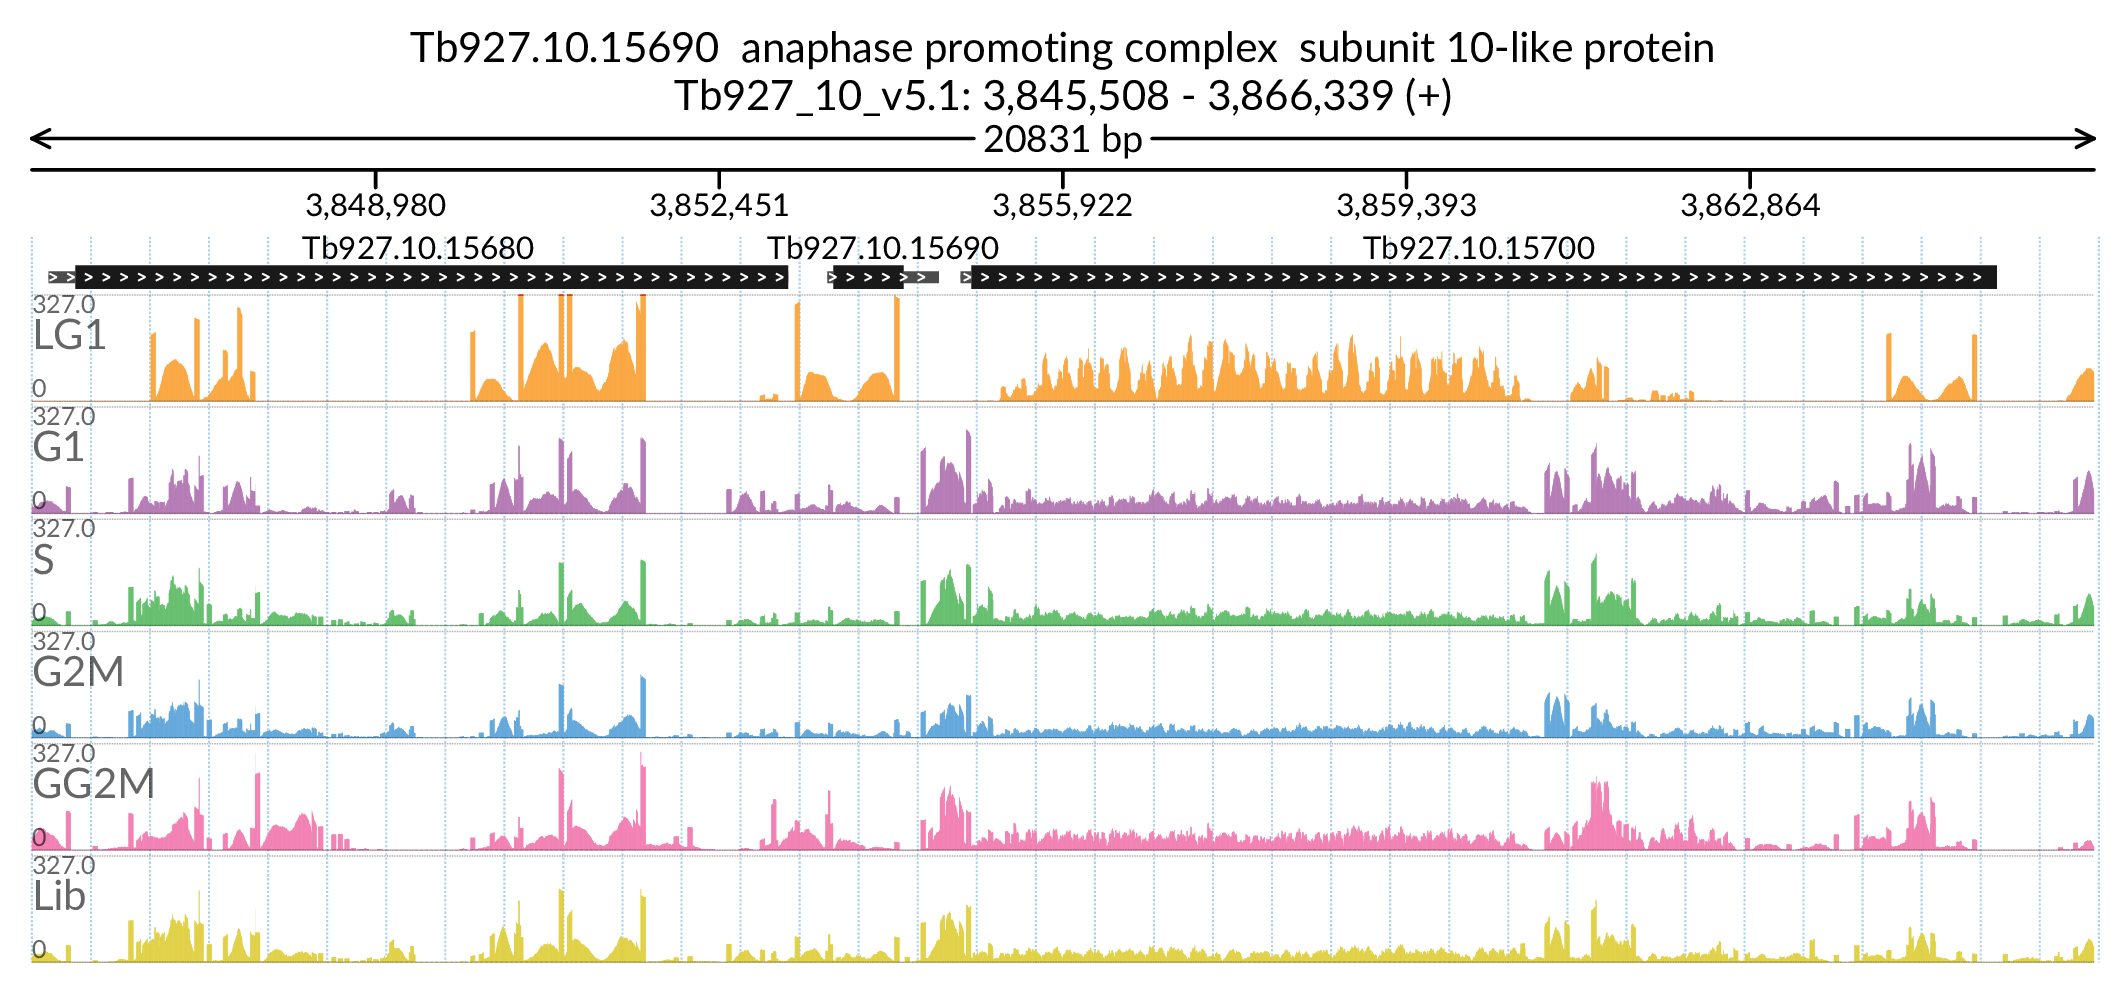 Tb927.10.15690  anaphase promoting complex  subunit 10-like protein
Tb927_10_v5.1: 3,845,508 - 3,866,339 (+)
20831 bp
3,848,980 3,852,451 3,855,922 3,859,393 3,862,864
Tb927.10.15680 Tb927.10.15690 Tb927.10.15700
327.0
LG1
0
327.0
G1
0
327.0
S
0
327.0
G2M
0
327.0
GG2M
0
327.0
Lib
0